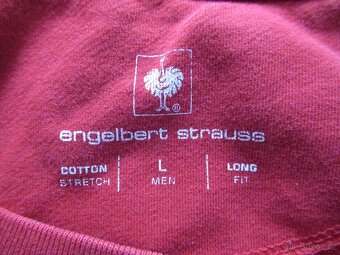 ®
engelbert strauss
COTTON L LONG
STRETCH MEN FIT